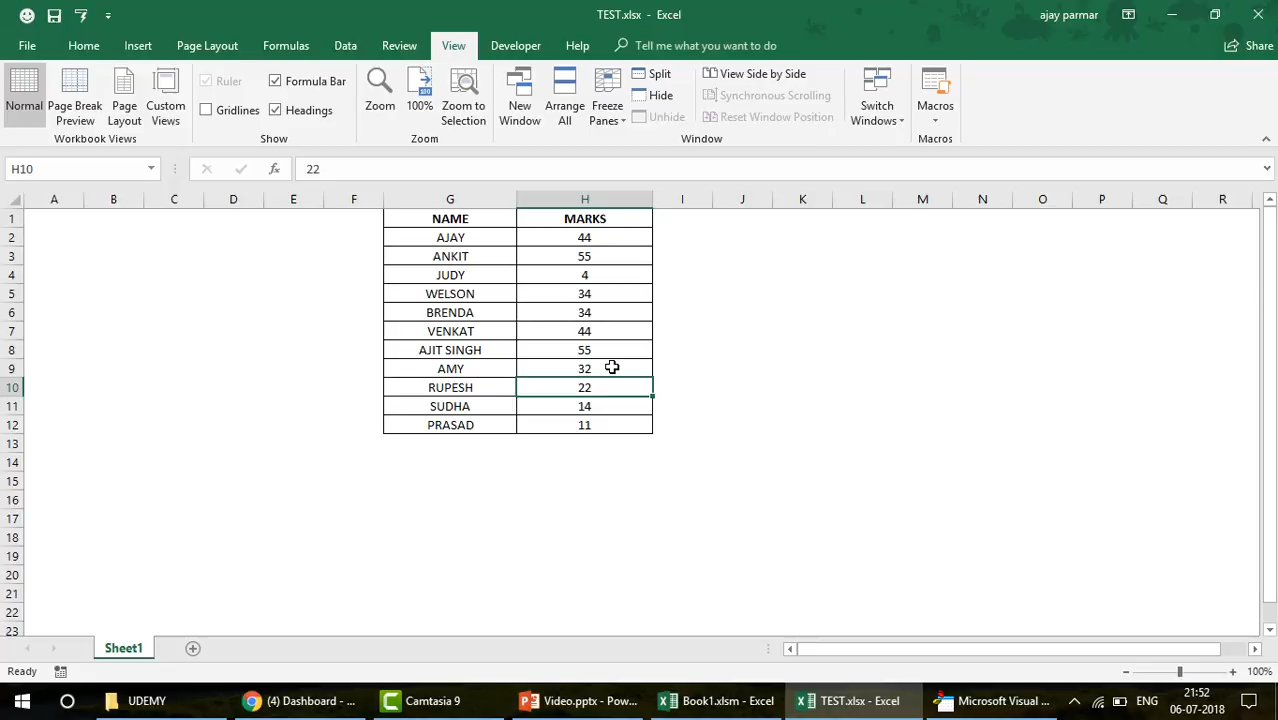 TEST.xlsx - Excel
ajay parmar
File Home Insert Page Layout Formulas Data Review View Developer Help Tell me what you want to do Share
Normal
Page Break Preview
Page Layout
Custom Views
Workbook Views
Ruler
Formula Bar
Gridlines
Headings
Show
Zoom
100%
Zoom to Selection
Zoom
New Window
Arrange All
Freeze Panes
Split
Hide
Unhide
View Side by Side
Synchronous Scrolling
Reset Window Position
Switch Windows
Window
Macros
Macros
H10 fx 22
A B C D E F G H I J K L M N O P Q R
1 NAME MARKS
2 AJAY 44
3 ANKIT 55
4 JUDY 4
5 WELSON 34
6 BRENDA 34
7 VENKAT 44
8 AJIT SINGH 55
9 AMY 32
10 RUPESH 22
11 SUDHA 14
12 PRASAD 11
13
14
15
16
17
18
19
20
21
22
23
Sheet1
Ready 100%
UDEMY (4) Dashboard - ... Camtasia 9 Video.pptx - Pow... Book1.xlsm - Excel TEST.xlsx - Excel Microsoft Visual ... ENG 21:52
06-07-2018